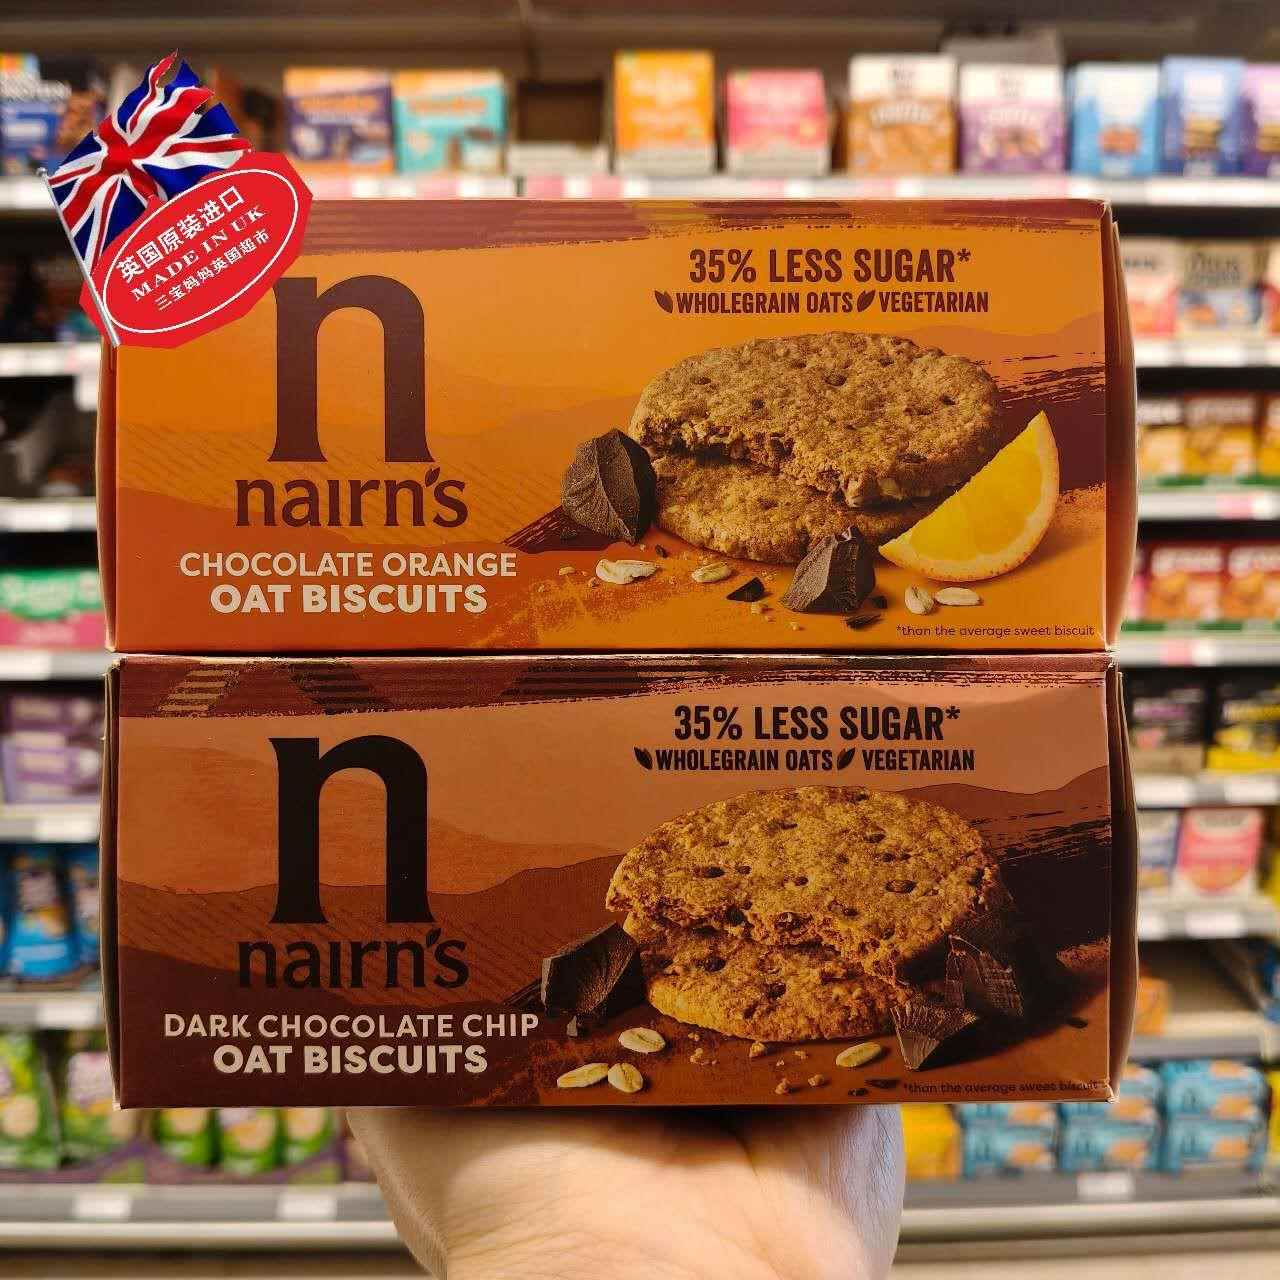 英国原装进口
MADE IN UK
三宝妈妈英国超市
35% LESS SUGAR*
WHOLEGRAIN OATS VEGETARIAN
n
nairn's
CHOCOLATE ORANGE
OAT BISCUITS
*than the average sweet biscuit
35% LESS SUGAR*
WHOLEGRAIN OATS VEGETARIAN
n
nairn's
DARK CHOCOLATE CHIP
OAT BISCUITS
*than the average sweet biscuit